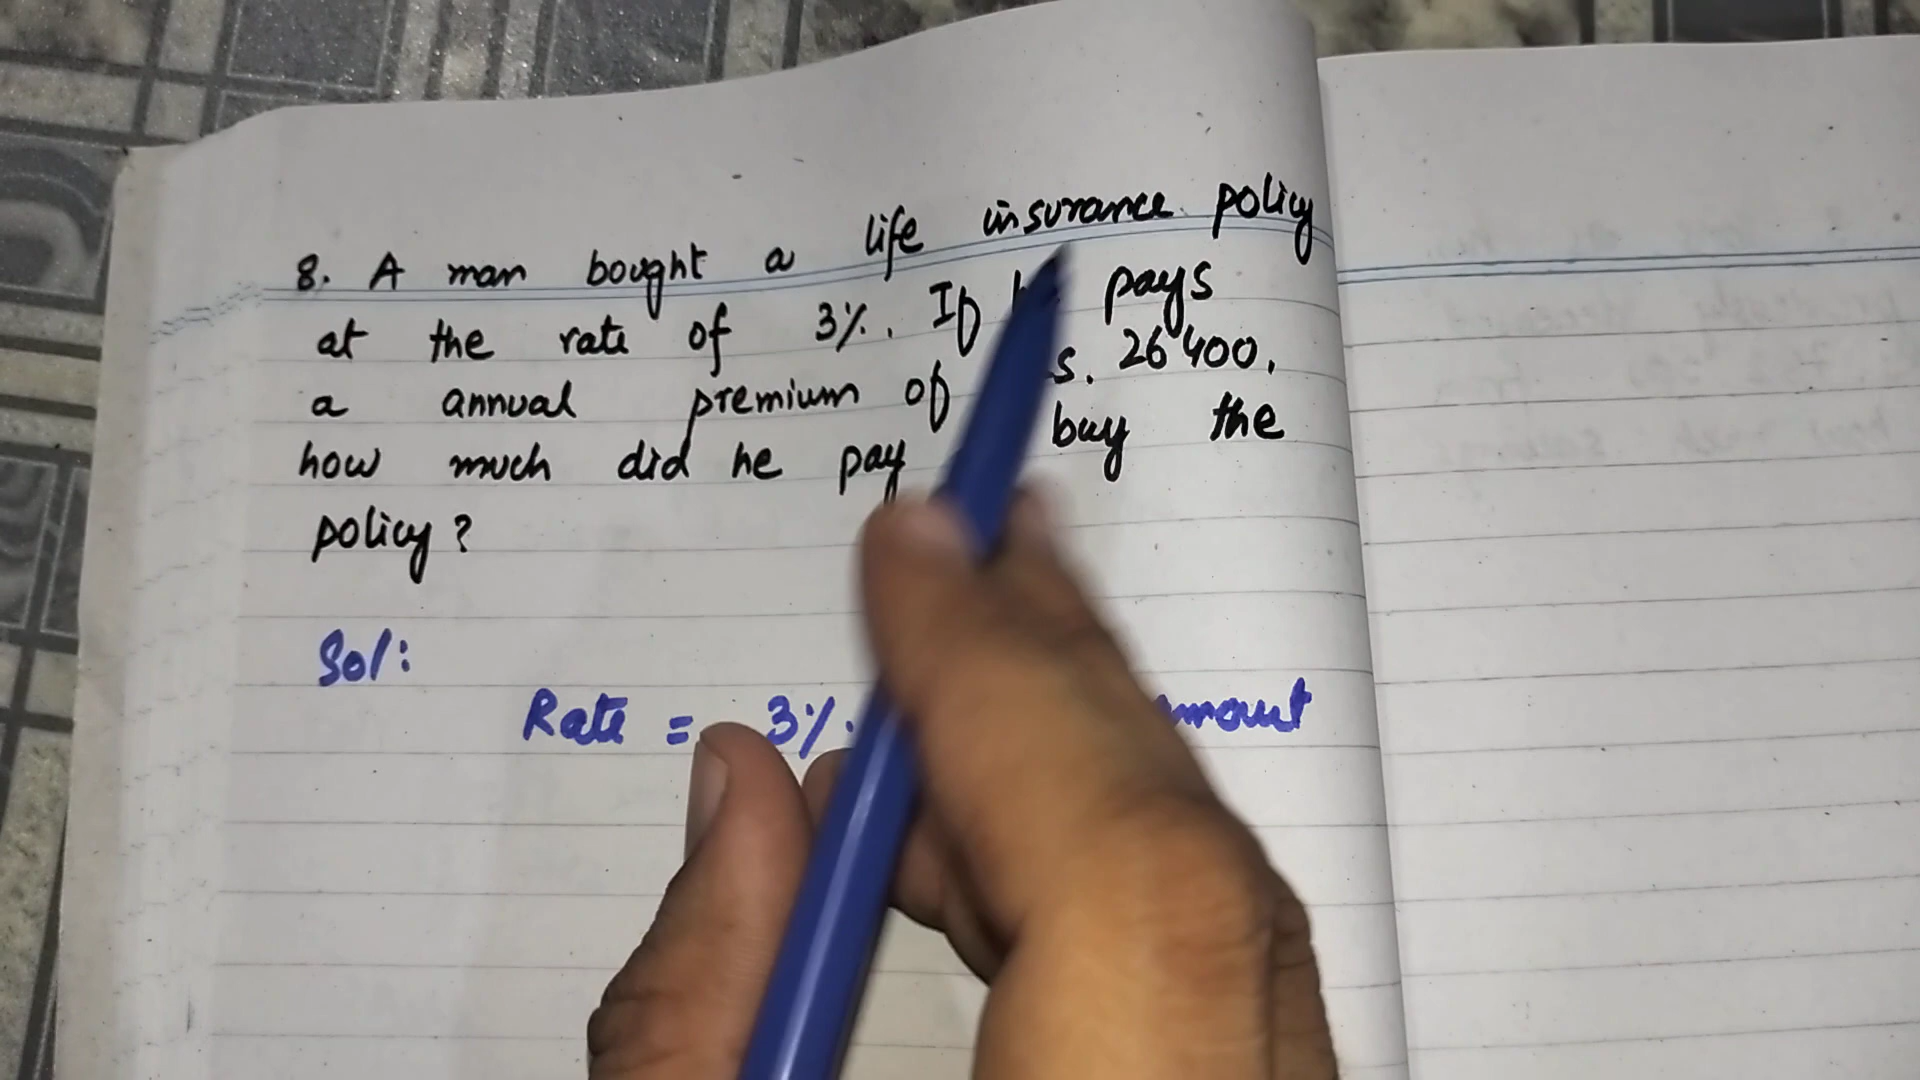 8. A man bought a life insurance policy
at the rate of 3%. If pays
a annual premium of s. 26400.
how much did he pay buy the
policy?
Sol:
Rate = 3% amount